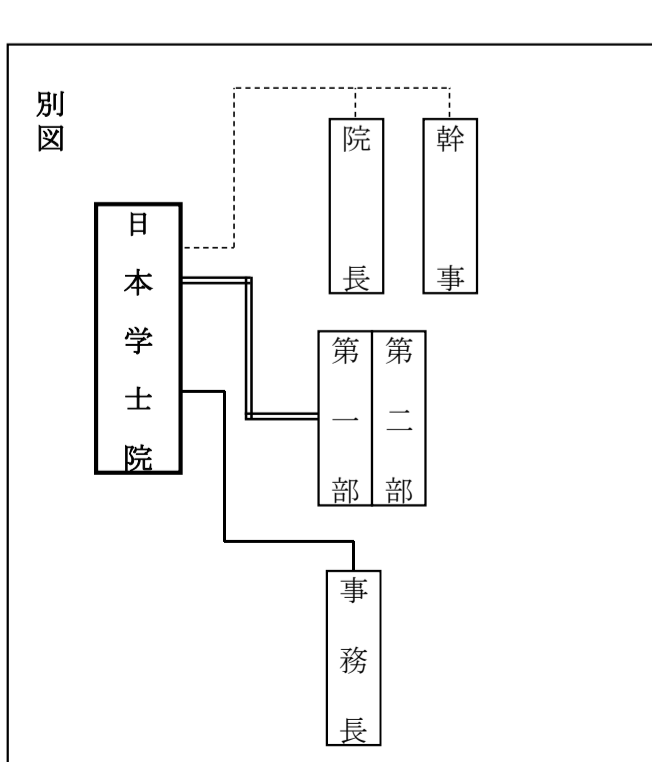 別図
日本学士院
院長
幹事
第一部
第二部
事務長